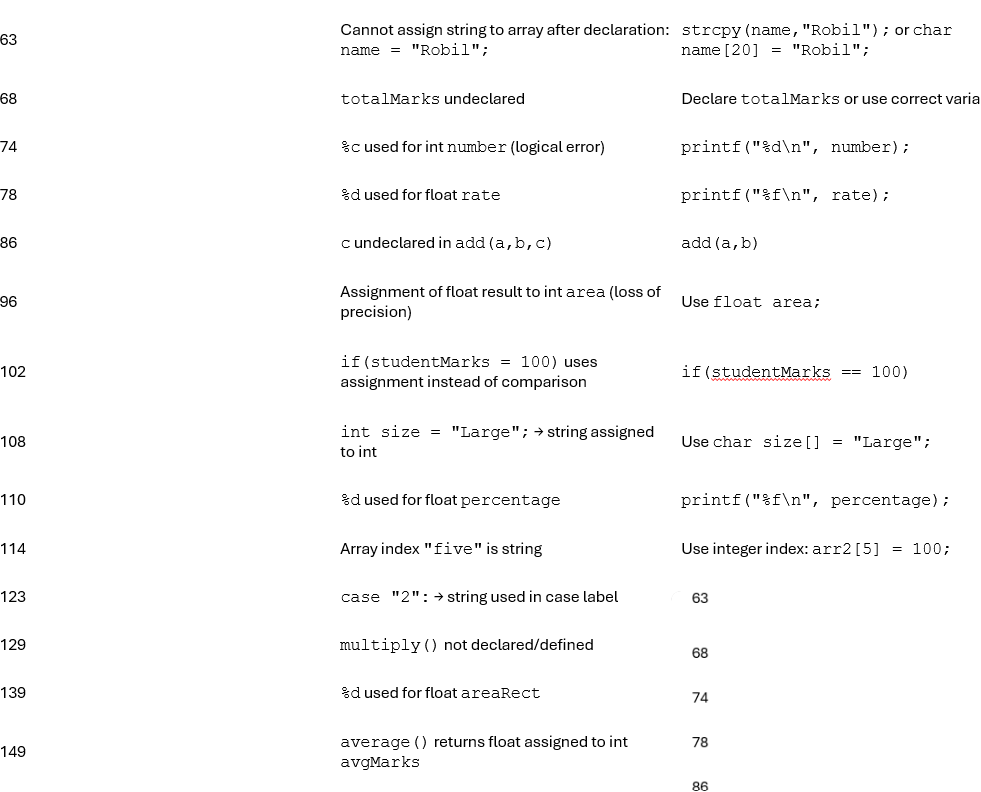 63 Cannot assign string to array after declaration: strcpy(name,"Robil"); or char
name = "Robil"; name[20] = "Robil";
68 totalMarks undeclared Declare totalMarks or use correct varia
74 %c used for int number (logical error) printf("%d\n", number);
78 %d used for float rate printf("%f\n", rate);
86 c undeclared in add(a,b,c) add(a,b)
96 Assignment of float result to int area (loss of Use float area;
precision)
102 if(studentMarks = 100) uses if(studentMarks == 100)
assignment instead of comparison
108 int size = "Large"; → string assigned Use char size[] = "Large";
to int
110 %d used for float percentage printf("%f\n", percentage);
114 Array index "five" is string Use integer index: arr2[5] = 100;
123 case "2": → string used in case label 63
129 multiply() not declared/defined 68
139 %d used for float areaRect 74
149 average() returns float assigned to int 78
avgMarks
86